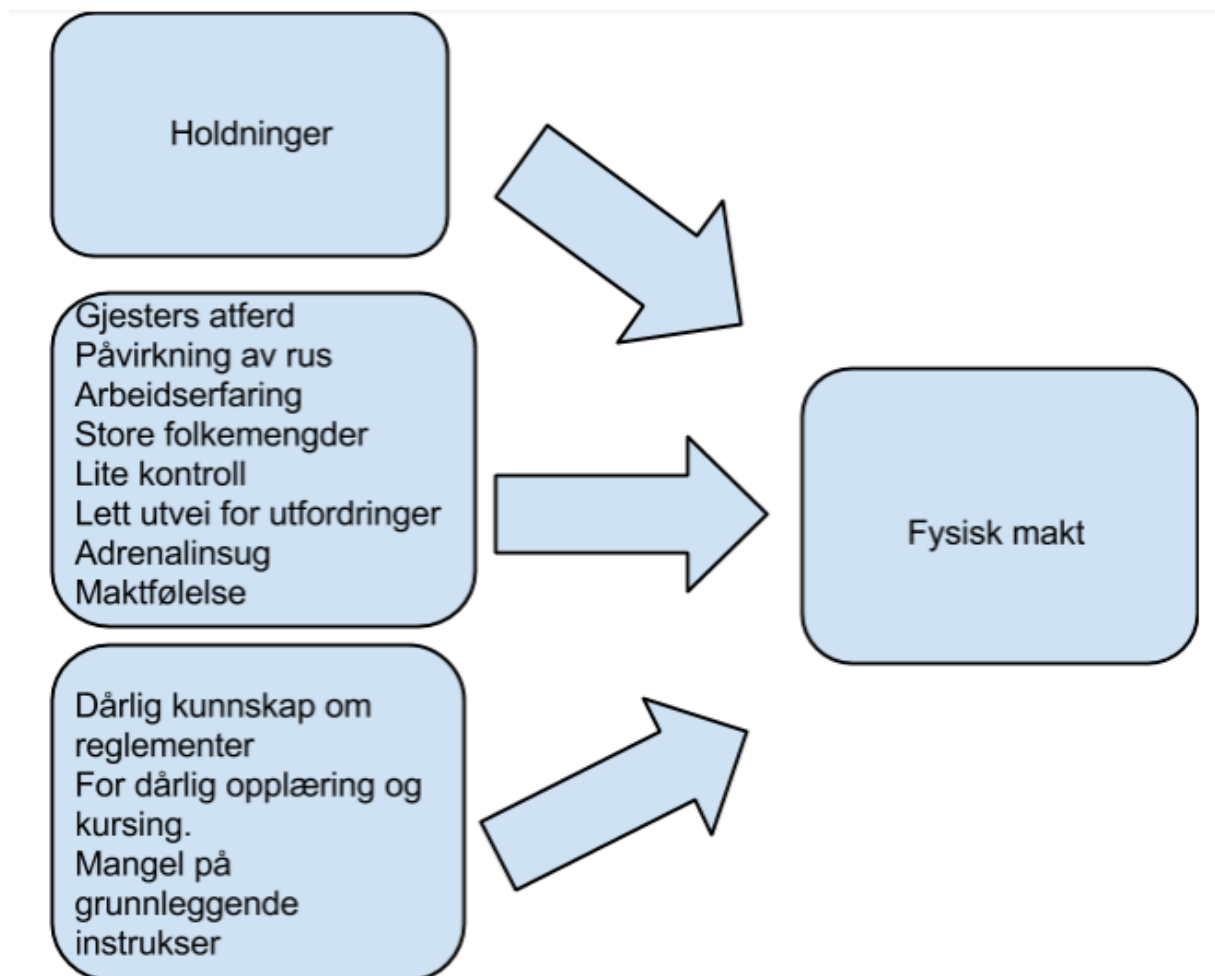 Holdninger
Gjesters atferd
Påvirkning av rus
Arbeidserfaring
Store folkemengder
Lite kontroll
Lett utvei for utfordringer
Adrenalinsug
Maktfølelse
Dårlig kunnskap om
reglementer
For dårlig opplæring og
kursing.
Mangel på
grunnleggende
instrukser
Fysisk makt